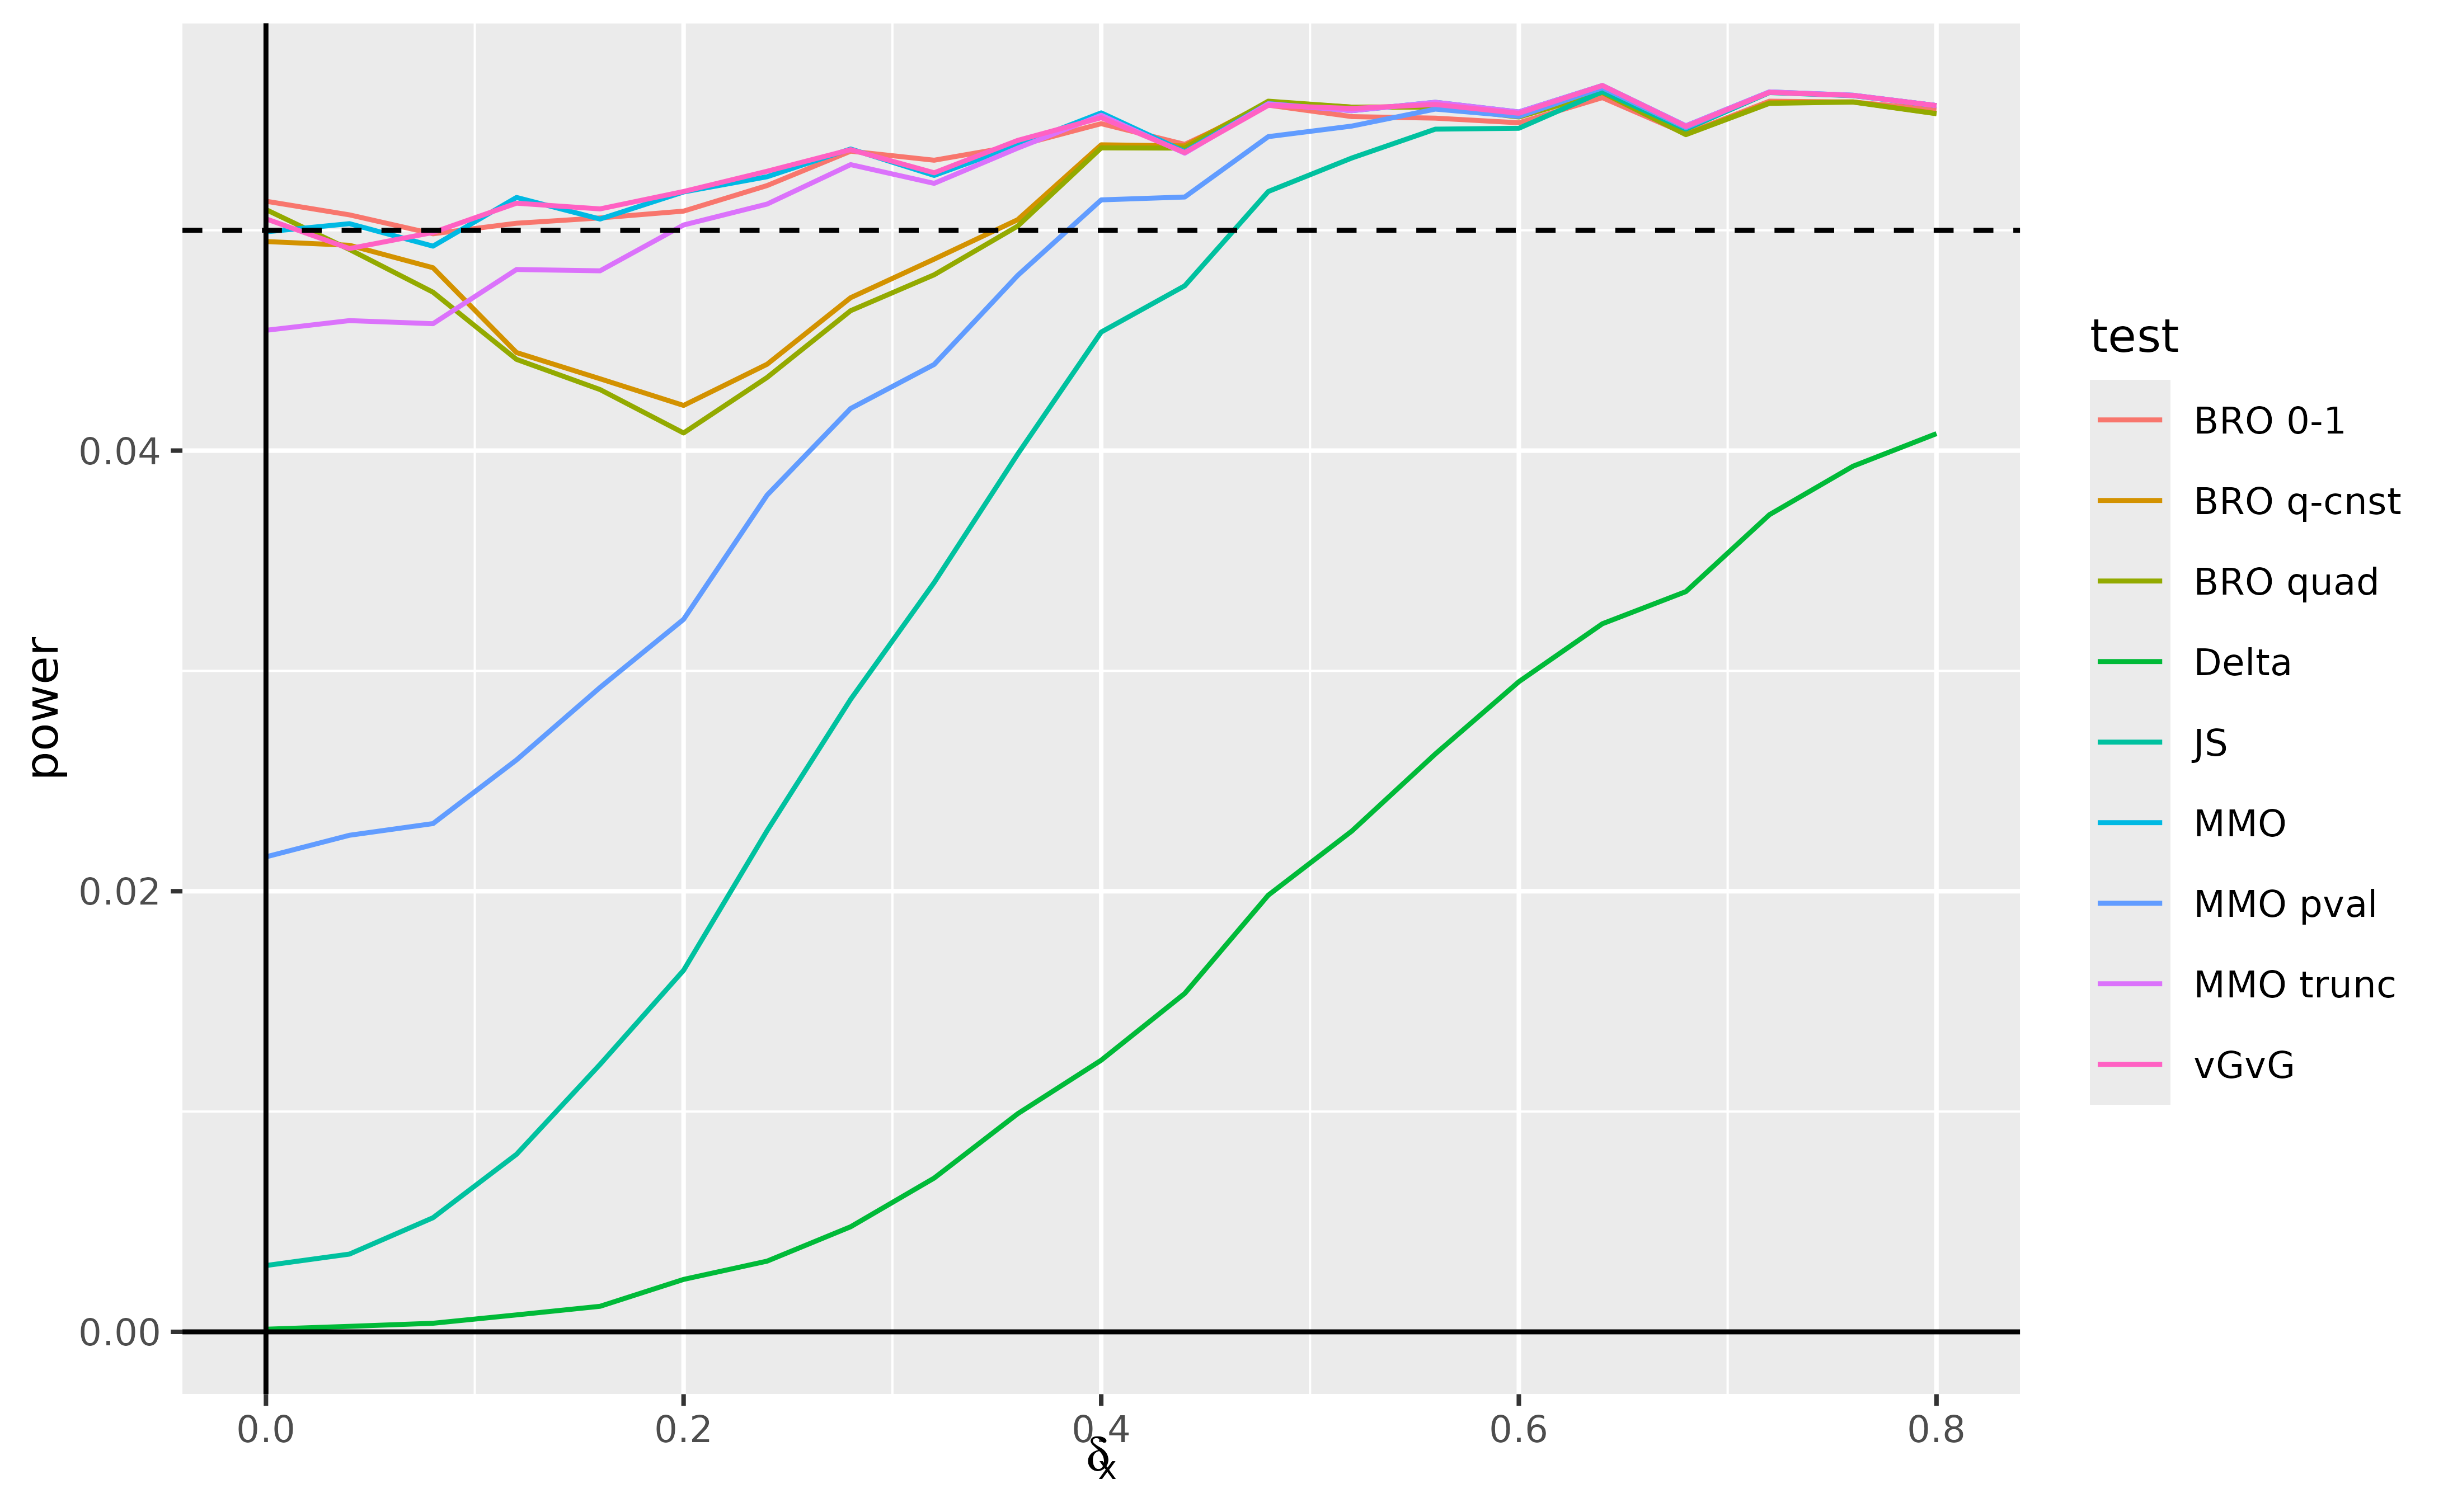 power
0.04
0.02
0.00
0.0 0.2 0.4 0.6 0.8
δx
test
BRO 0-1
BRO q-cnst
BRO quad
Delta
JS
MMO
MMO pval
MMO trunc
vGvG